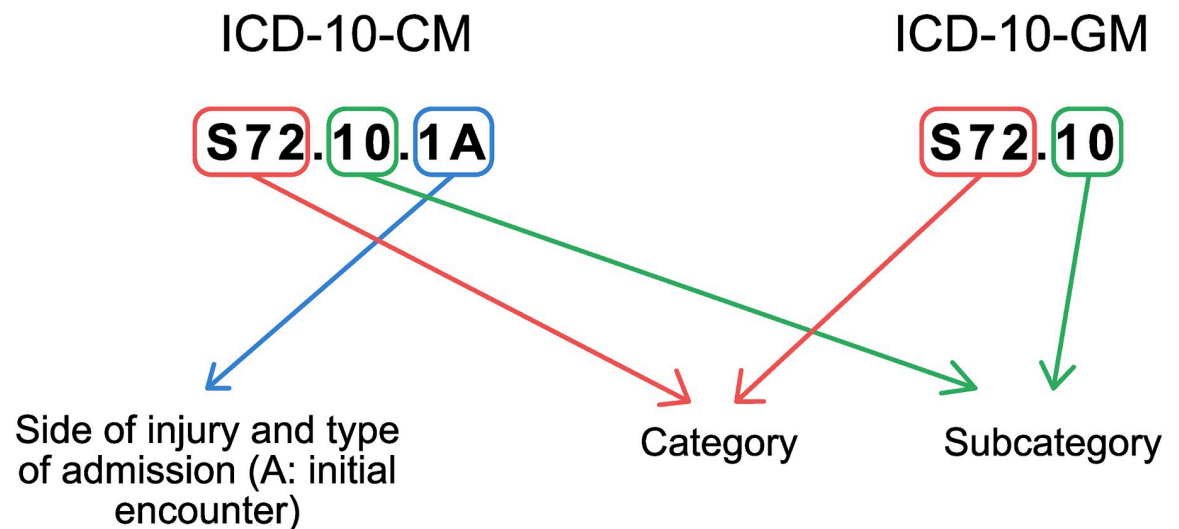 ICD-10-CM
ICD-10-GM
S72.10.1A
S72.10
Side of injury and type
of admission (A: initial
encounter)
Category
Subcategory